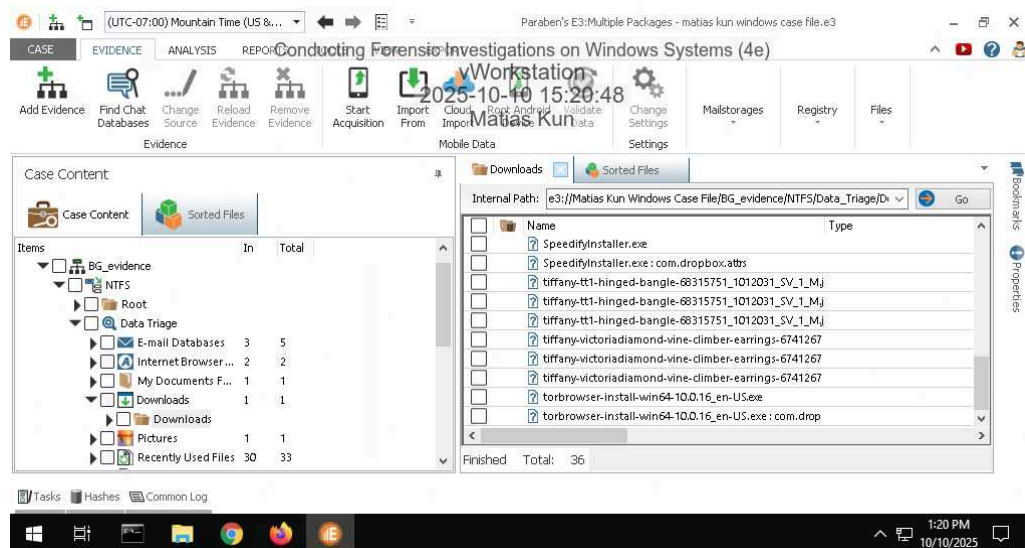 (UTC-07:00) Mountain Time (US &...
Paraben's E3:Multiple Packages - matias kun windows case file.e3
CASE
EVIDENCE
ANALYSIS
Conducting Forensic Investigations on Windows Systems (4e)
vWorkstation
2025-10-10 15:20:48
Matias Kun
Add Evidence
Find Chat Databases
Change Source
Reload Evidence
Remove Evidence
Start Acquisition
Import From
Cloud Import
Root Android Device
Validate Data
Change Settings
Mailstorages
Registry
Files
Evidence
Mobile Data
Settings
Case Content
Case Content
Sorted Files
Items In Total
BG_evidence
NTFS
Root
Data Triage
E-mail Databases 3 5
Internet Browser... 2 2
My Documents F... 1 1
Downloads 1 1
Downloads
Pictures 1 1
Recently Used Files 30 33
Downloads
Sorted Files
Internal Path: e3://Matias Kun Windows Case File/BG_evidence/NTFS/Data_Triage/D
Go
Name Type
SpeedifyInstaller.exe
SpeedifyInstaller.exe : com.dropbox.attrs
tiffany-tt1-hinged-bangle-68315751_1012031_SV_1_M.j
tiffany-tt1-hinged-bangle-68315751_1012031_SV_1_M.j
tiffany-tt1-hinged-bangle-68315751_1012031_SV_1_M.j
tiffany-victoriadiamond-vine-climber-earrings-6741267
tiffany-victoriadiamond-vine-climber-earrings-6741267
tiffany-victoriadiamond-vine-climber-earrings-6741267
torbrowser-install-win64-10.0.16_en-US.exe
torbrowser-install-win64-10.0.16_en-US.exe : com.drop
Finished Total: 36
Bookmarks
Properties
Tasks
Hashes
Common Log
1:20 PM
10/10/2025